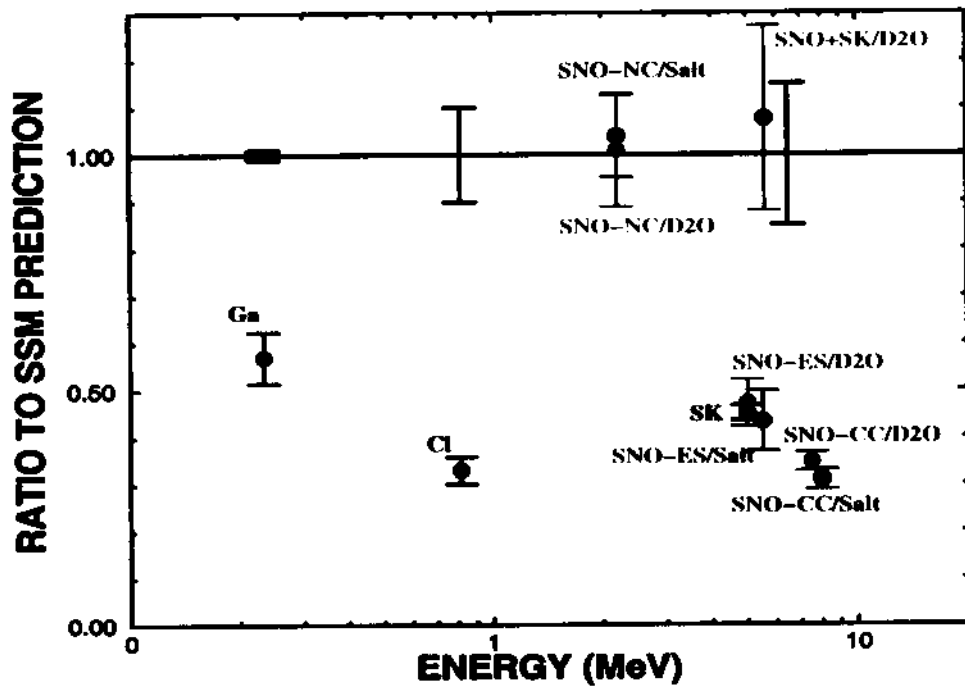 SNO+SK/D2O
SNO-NC/Salt
1.00
SNO-NC/D2O
Ga
SNO-ES/D2O
0.50
SK
SNO-CC/D2O
Cl
SNO-ES/Salt
SNO-CC/Salt
0.00
0
1
10
ENERGY (MeV)
RATIO TO SSM PREDICTION